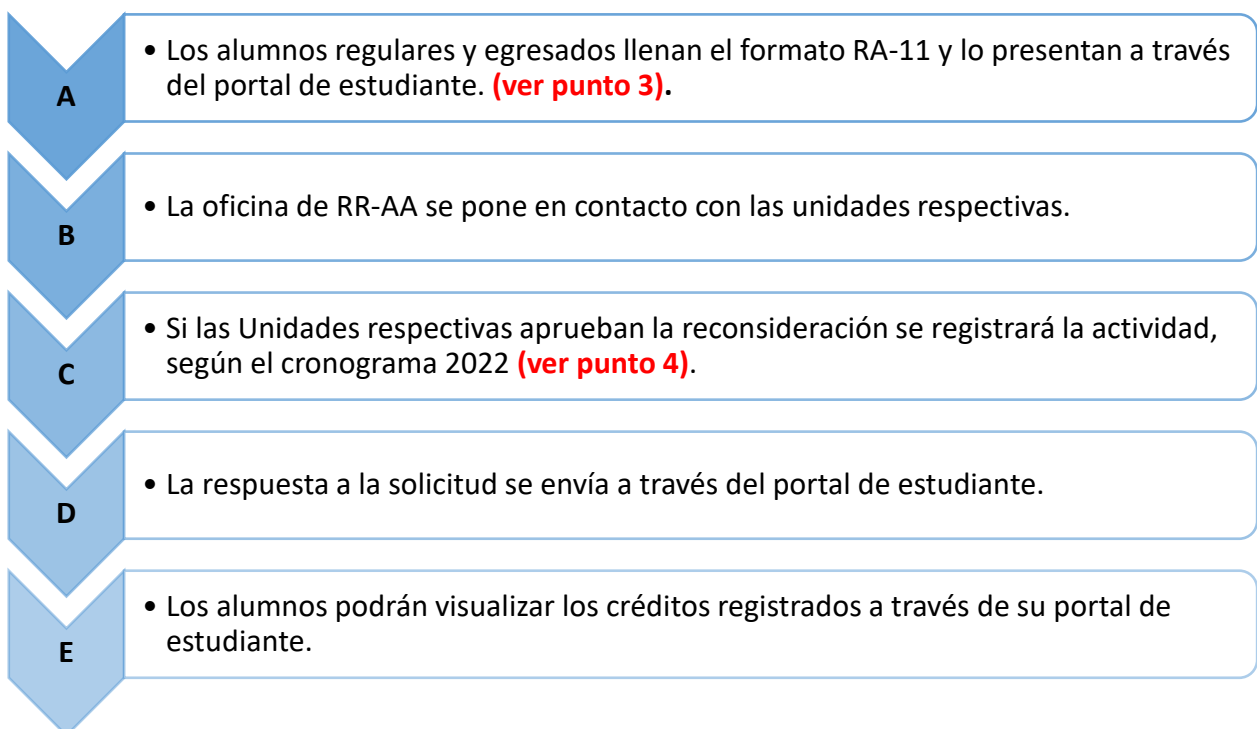 A
• Los alumnos regulares y egresados llenan el formato RA-11 y lo presentan a través
del portal de estudiante. (ver punto 3).
B
• La oficina de RR-AA se pone en contacto con las unidades respectivas.
C
• Si las Unidades respectivas aprueban la reconsideración se registrará la actividad,
según el cronograma 2022 (ver punto 4).
D
• La respuesta a la solicitud se envía a través del portal de estudiante.
E
• Los alumnos podrán visualizar los créditos registrados a través de su portal de
estudiante.